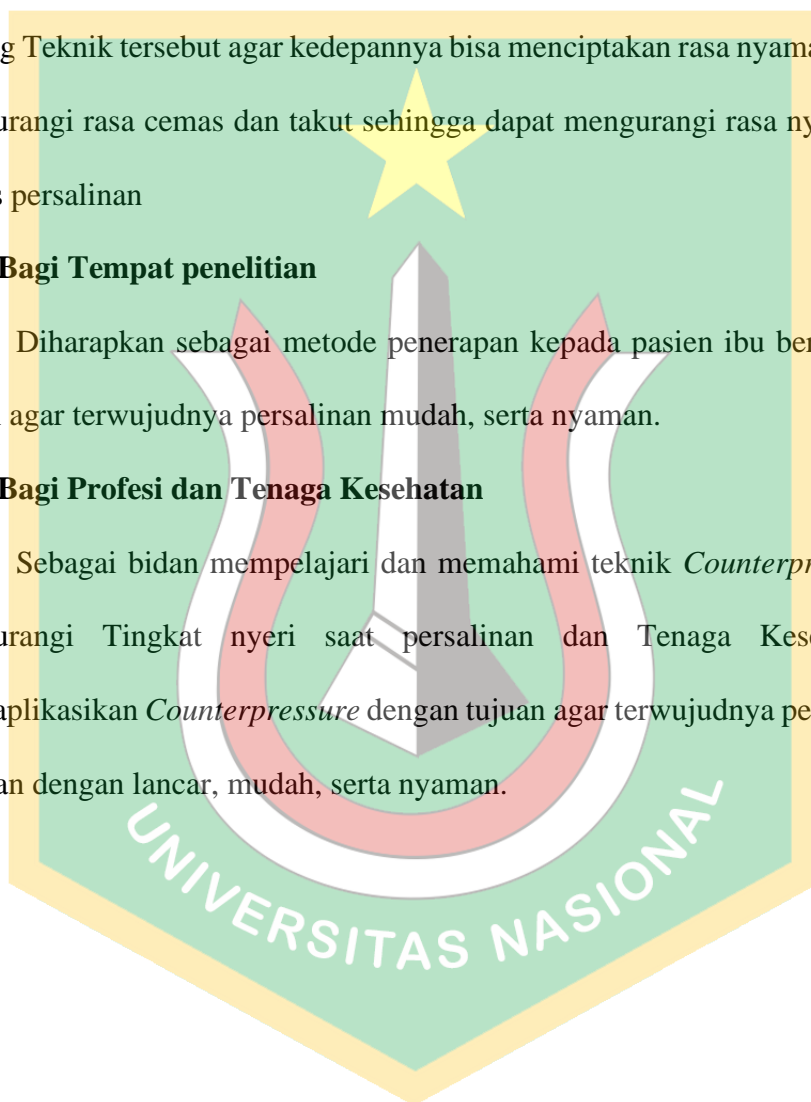 g Teknik tersebut agar kedepannya bisa menciptakan rasa nyama
urangi rasa cemas dan takut sehingga dapat mengurangi rasa ny
s persalinan
Bagi Tempat penelitian
Diharapkan sebagai metode penerapan kepada pasien ibu ber
agar terwujudnya persalinan mudah, serta nyaman.
Bagi Profesi dan Tenaga Kesehatan
Sebagai bidan mempelajari dan memahami teknik Counterpr
urangi Tingkat nyeri saat persalinan dan Tenaga Kese
aplikasikan Counterpressure dengan tujuan agar terwujudnya pe
an dengan lancar, mudah, serta nyaman.
UNIVERSITAS NASIONAL